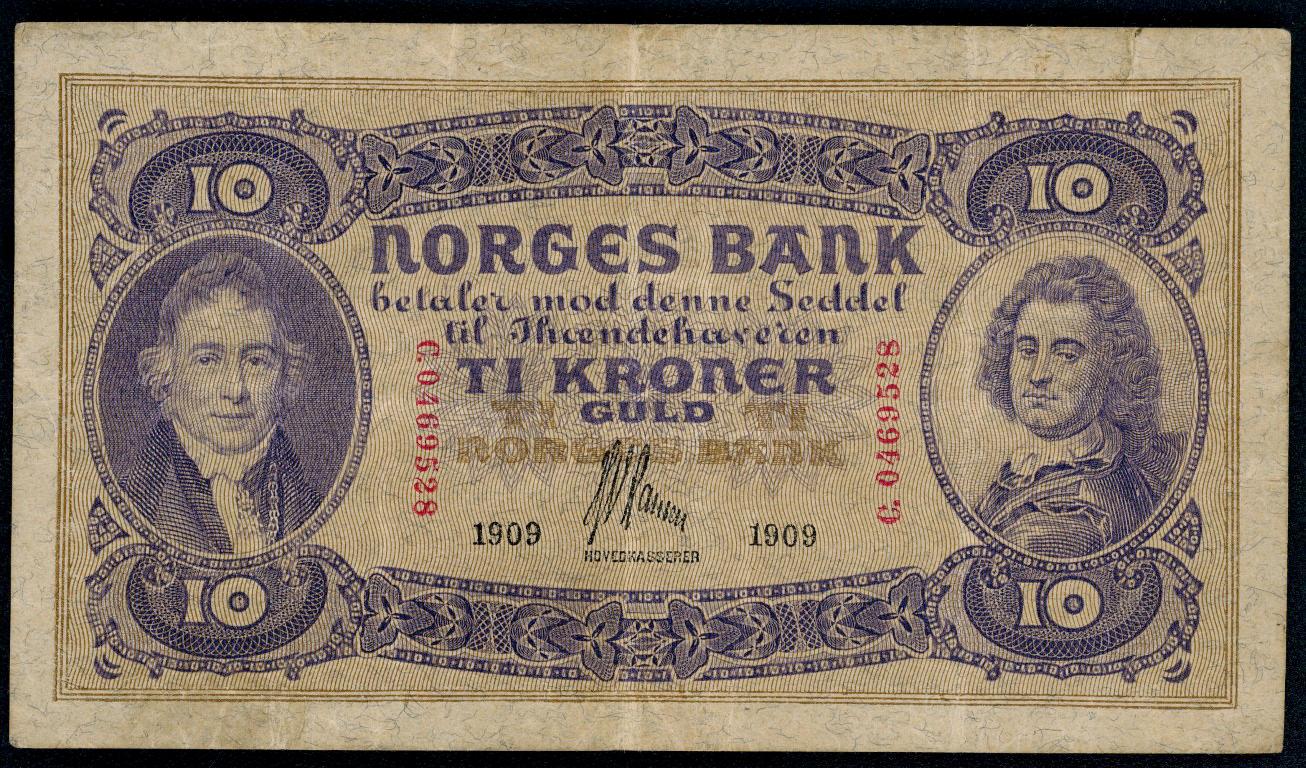 10 10
NORGES BANK
betaler mod denne Seddel
til Ihændehaveren
TI KRONER
GULD
TI TI
NORGES BANK
C. 0469528
C. 0469528
1909 1909
HOVEDKASSERER
10 10